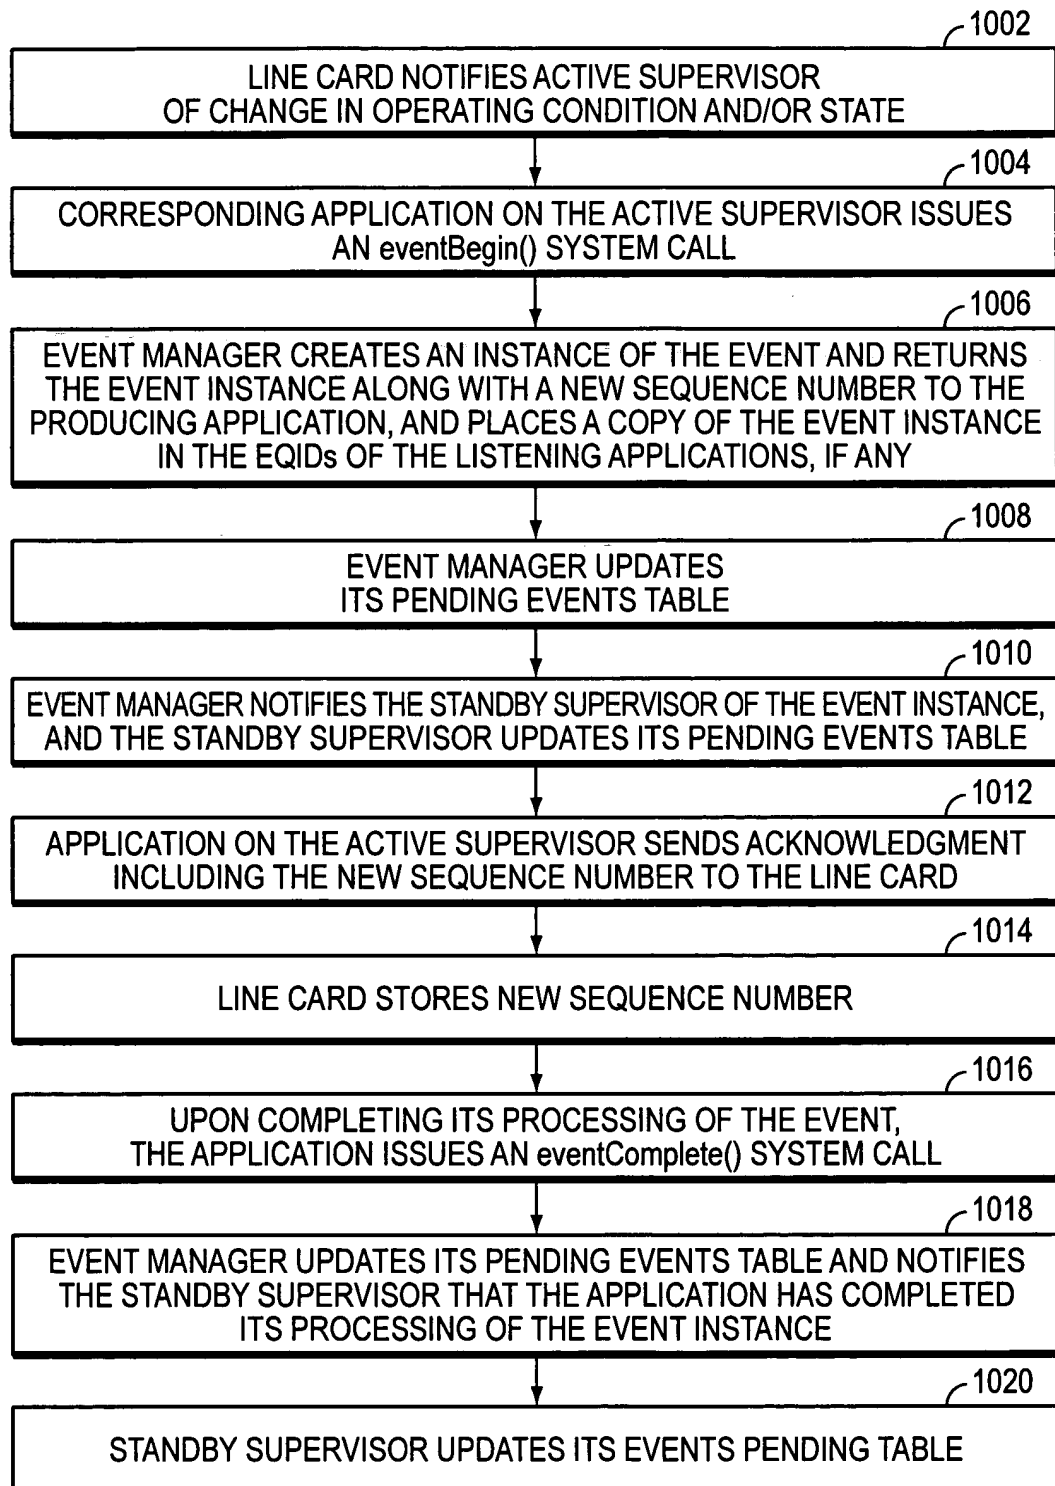 1002
LINE CARD NOTIFIES ACTIVE SUPERVISOR
OF CHANGE IN OPERATING CONDITION AND/OR STATE
1004
CORRESPONDING APPLICATION ON THE ACTIVE SUPERVISOR ISSUES
AN eventBegin() SYSTEM CALL
1006
EVENT MANAGER CREATES AN INSTANCE OF THE EVENT AND RETURNS
THE EVENT INSTANCE ALONG WITH A NEW SEQUENCE NUMBER TO THE
PRODUCING APPLICATION, AND PLACES A COPY OF THE EVENT INSTANCE
IN THE EQIDs OF THE LISTENING APPLICATIONS, IF ANY
1008
EVENT MANAGER UPDATES
ITS PENDING EVENTS TABLE
1010
EVENT MANAGER NOTIFIES THE STANDBY SUPERVISOR OF THE EVENT INSTANCE,
AND THE STANDBY SUPERVISOR UPDATES ITS PENDING EVENTS TABLE
1012
APPLICATION ON THE ACTIVE SUPERVISOR SENDS ACKNOWLEDGMENT
INCLUDING THE NEW SEQUENCE NUMBER TO THE LINE CARD
1014
LINE CARD STORES NEW SEQUENCE NUMBER
1016
UPON COMPLETING ITS PROCESSING OF THE EVENT,
THE APPLICATION ISSUES AN eventComplete() SYSTEM CALL
1018
EVENT MANAGER UPDATES ITS PENDING EVENTS TABLE AND NOTIFIES
THE STANDBY SUPERVISOR THAT THE APPLICATION HAS COMPLETED
ITS PROCESSING OF THE EVENT INSTANCE
1020
STANDBY SUPERVISOR UPDATES ITS EVENTS PENDING TABLE